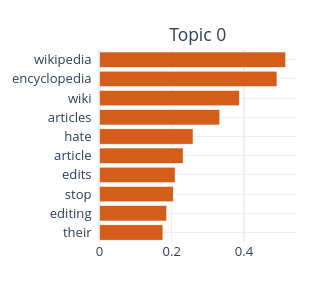 Topic 0
wikipedia
encyclopedia
wiki
articles
hate
article
edits
stop
editing
their
0 0.2 0.4